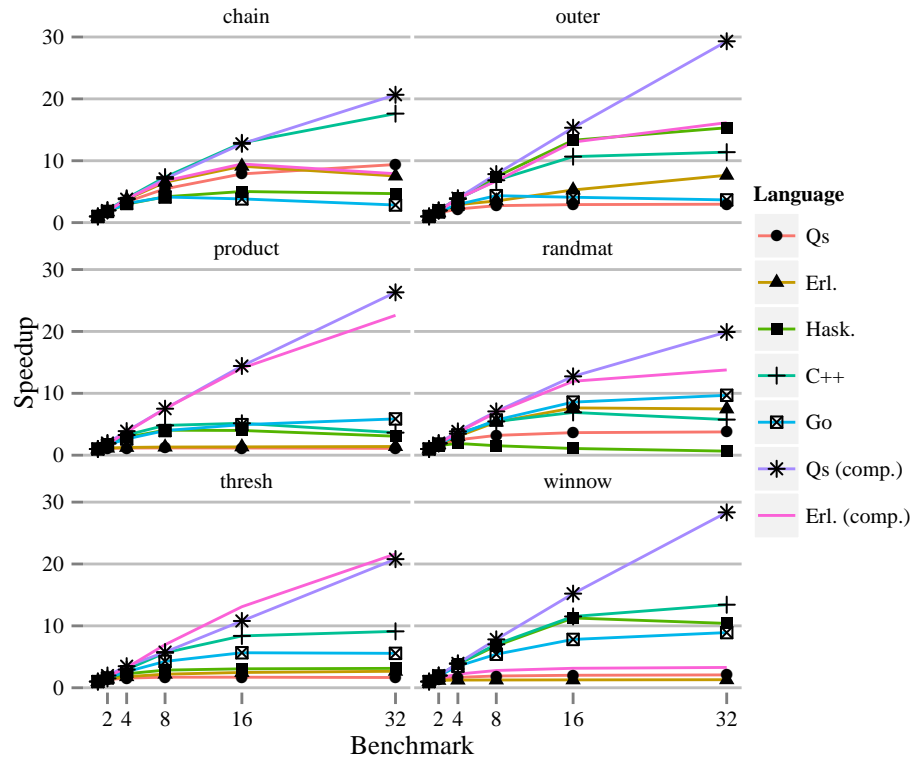 chain
outer
30
20
10
0
product
randmat
30
20
10
0
thresh
winnow
30
20
10
0
2
4
8
16
32
2
4
8
16
32
Speedup
Benchmark
Language
Qs
Erl.
Hask.
C++
Go
Qs (comp.)
Erl. (comp.)